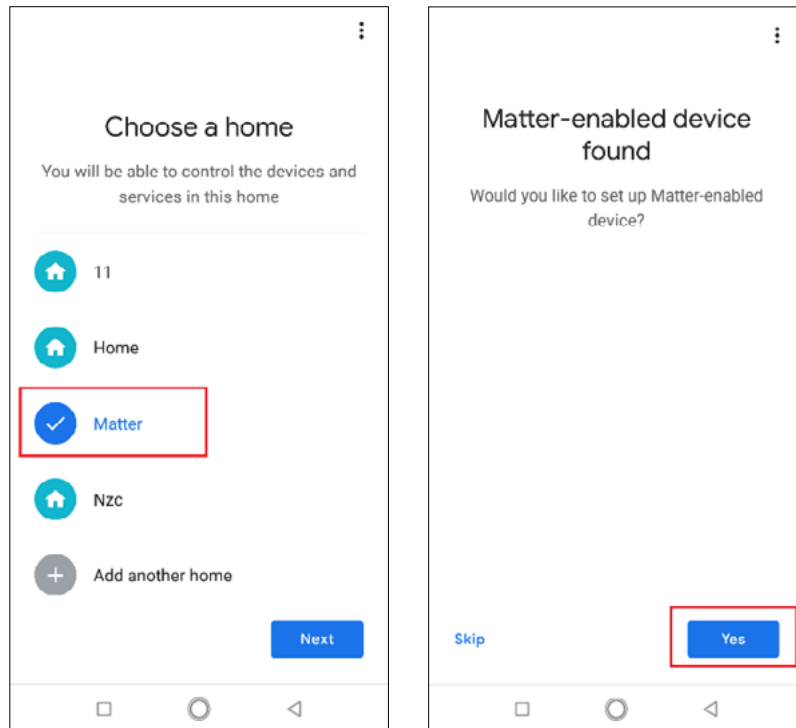 Choose a home
You will be able to control the devices and
services in this home
11
Home
Matter
Nzc
Add another home
Next
Matter-enabled device
found
Would you like to set up Matter-enabled
device?
Skip
Yes